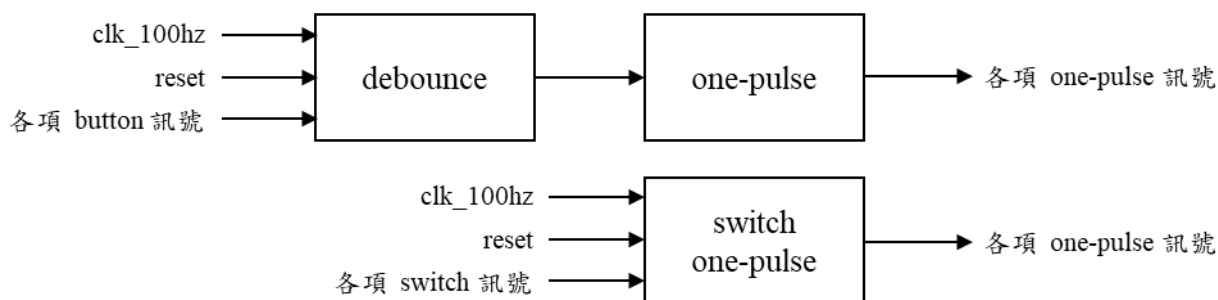 clk_100hz
reset
各項 button 訊號
debounce
one-pulse
各項 one-pulse 訊號
clk_100hz
reset
各項 switch 訊號
switch
one-pulse
各項 one-pulse 訊號